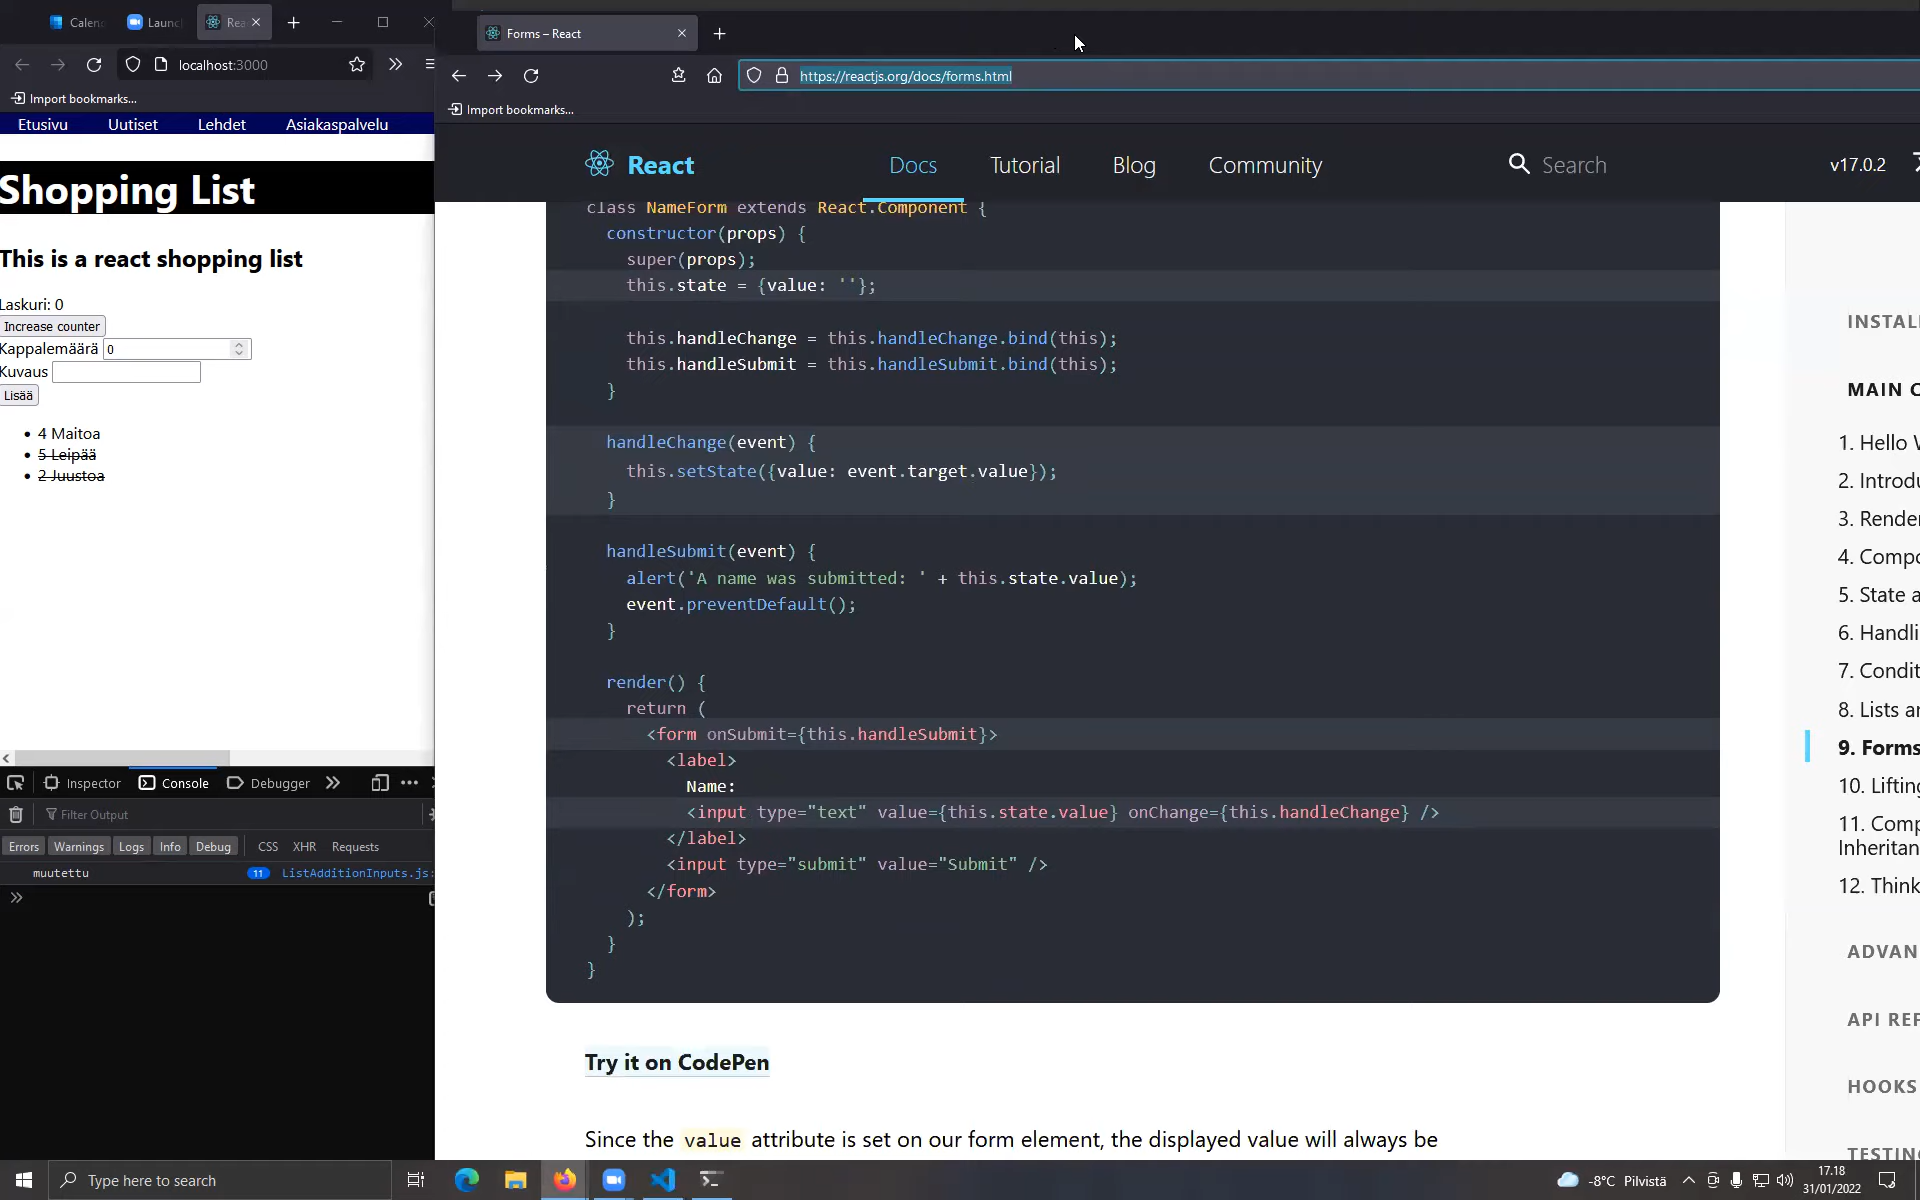 Calen
Launc
Rea
localhost:3000
Import bookmarks...
Etusivu Uutiset Lehdet Asiakaspalvelu
Shopping List
This is a react shopping list
Laskuri: 0
Increase counter
Kappalemäärä 0
Kuvaus
Lisää
4 Maitoa
5 Leipää
2 Juustoa
Inspector Console Debugger
Filter Output
Errors Warnings Logs Info Debug CSS XHR Requests
muutettu 11 ListAdditionInputs.js:
Forms – React
https://reactjs.org/docs/forms.html
Import bookmarks...
React Docs Tutorial Blog Community Search v17.0.2
class NameForm extends React.Component {
constructor(props) {
super(props);
this.state = {value: ''};
this.handleChange = this.handleChange.bind(this);
this.handleSubmit = this.handleSubmit.bind(this);
}
handleChange(event) {
this.setState({value: event.target.value});
}
handleSubmit(event) {
alert('A name was submitted: ' + this.state.value);
event.preventDefault();
}
render() {
return (
<form onSubmit={this.handleSubmit}>
<label>
Name:
<input type="text" value={this.state.value} onChange={this.handleChange} />
</label>
<input type="submit" value="Submit" />
</form>
);
}
}
Try it on CodePen
Since the value attribute is set on our form element, the displayed value will always be
INSTAL
MAIN C
1. Hello W
2. Introdu
3. Render
4. Compo
5. State a
6. Handli
7. Condit
8. Lists an
9. Forms
10. Lifting
11. Comp
Inheritan
12. Think
ADVAN
API REF
HOOKS
TESTIN
Type here to search
-8°C Pilvistä
17.18
31/01/2022